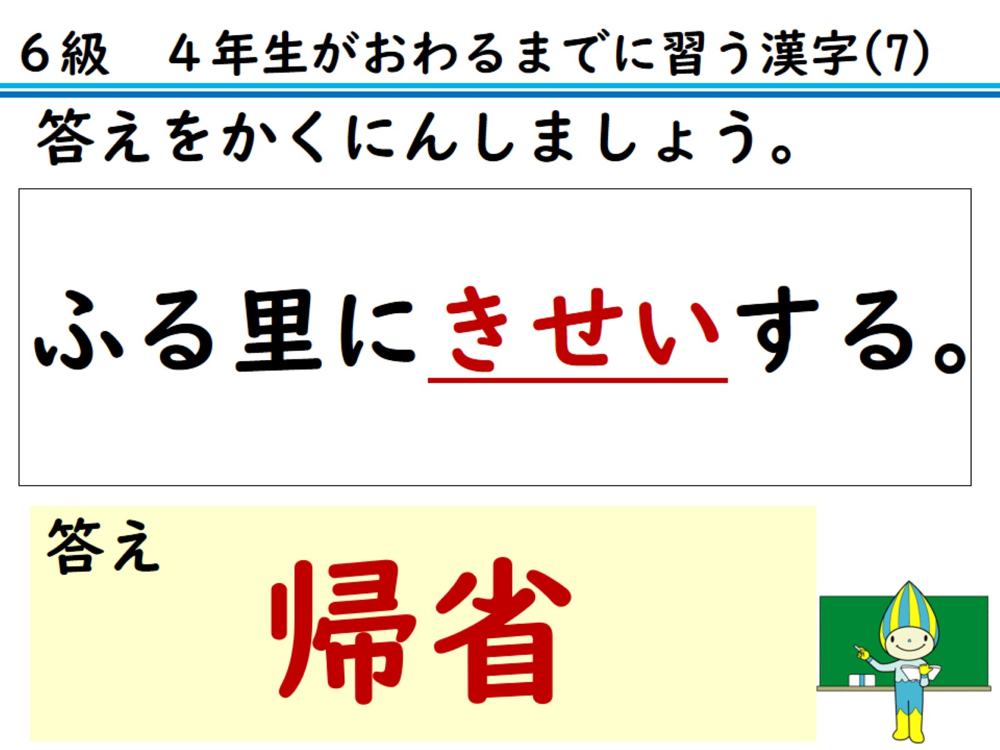 ６級　４年生がおわるまでに習う漢字(7)
答えをかくにんしましょう。
ふる里にきせいする。
答え
帰省